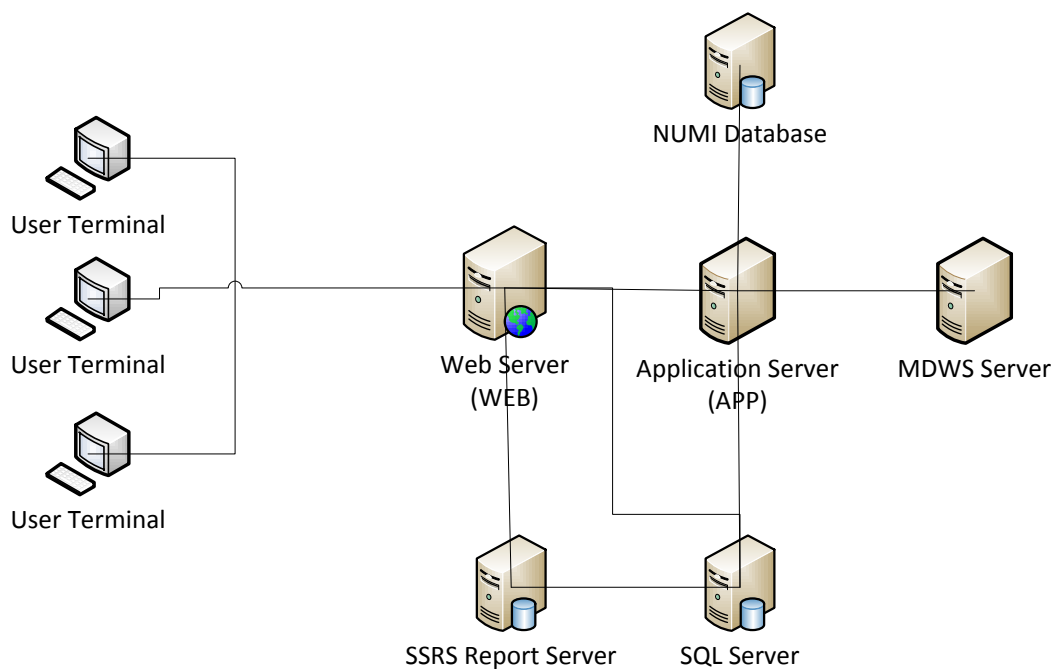 NUMI Database
User Terminal
User Terminal
Web Server
(WEB)
Application Server
(APP)
MDWS Server
User Terminal
SSRS Report Server
SQL Server